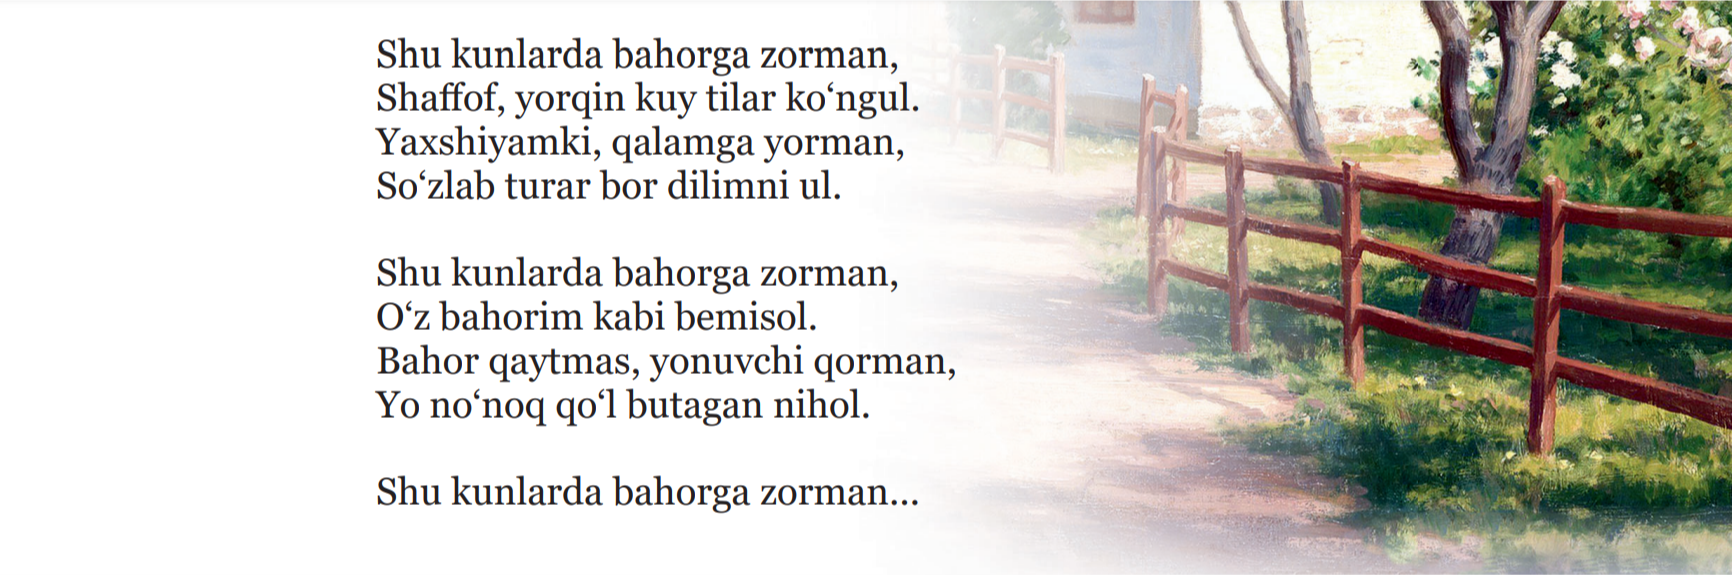 Shu kunlarda bahorga zorman,
Shaffof, yorqin kuy tilar ko‘ngul.
Yaxshiyamki, qalamga yorman,
So‘zlab turar bor dilimni ul.
Shu kunlarda bahorga zorman,
O‘z bahorim kabi bemisol.
Bahor qaytmas, yonuvchi qorman,
Yo no‘noq qo‘l butagan nihol.
Shu kunlarda bahorga zorman...